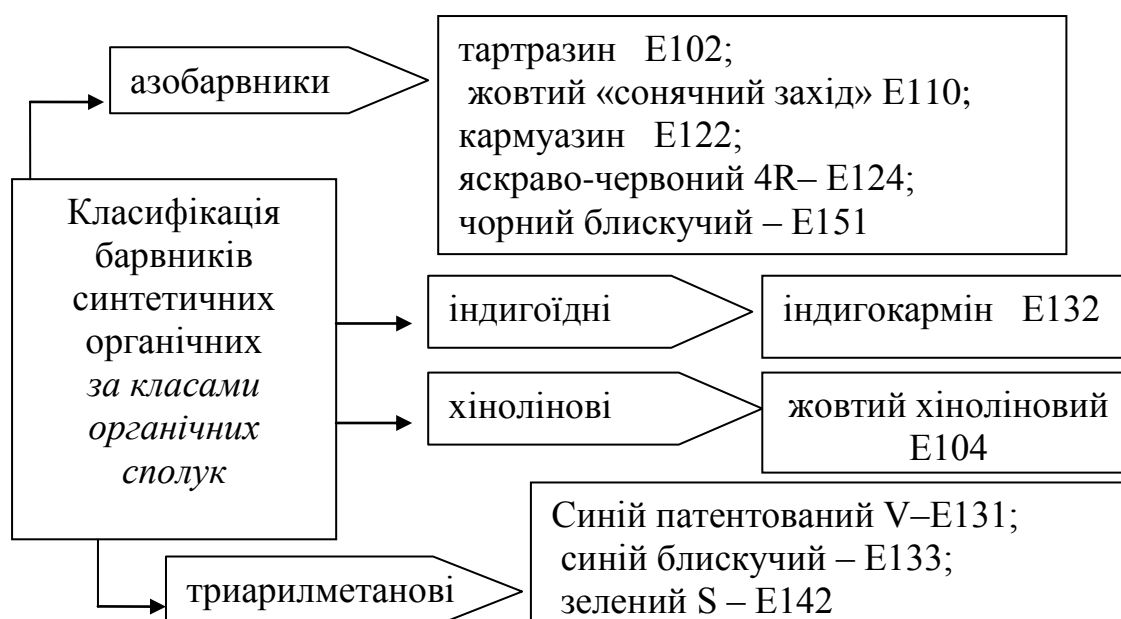 азобарвники
тартразин Е102;
жовтий «сонячний захід» Е110;
кармуазин Е122;
яскраво-червоний 4R– Е124;
чорний блискучий – Е151
Класифікація
барвників
синтетичних
органічних
за класами
органічних
сполук
індигоїдні
індигокармін Е132
хінолінові
жовтий хіноліновий
Е104
триарилметанові
Синій патентований V–Е131;
синій блискучий – Е133;
зелений S – Е142